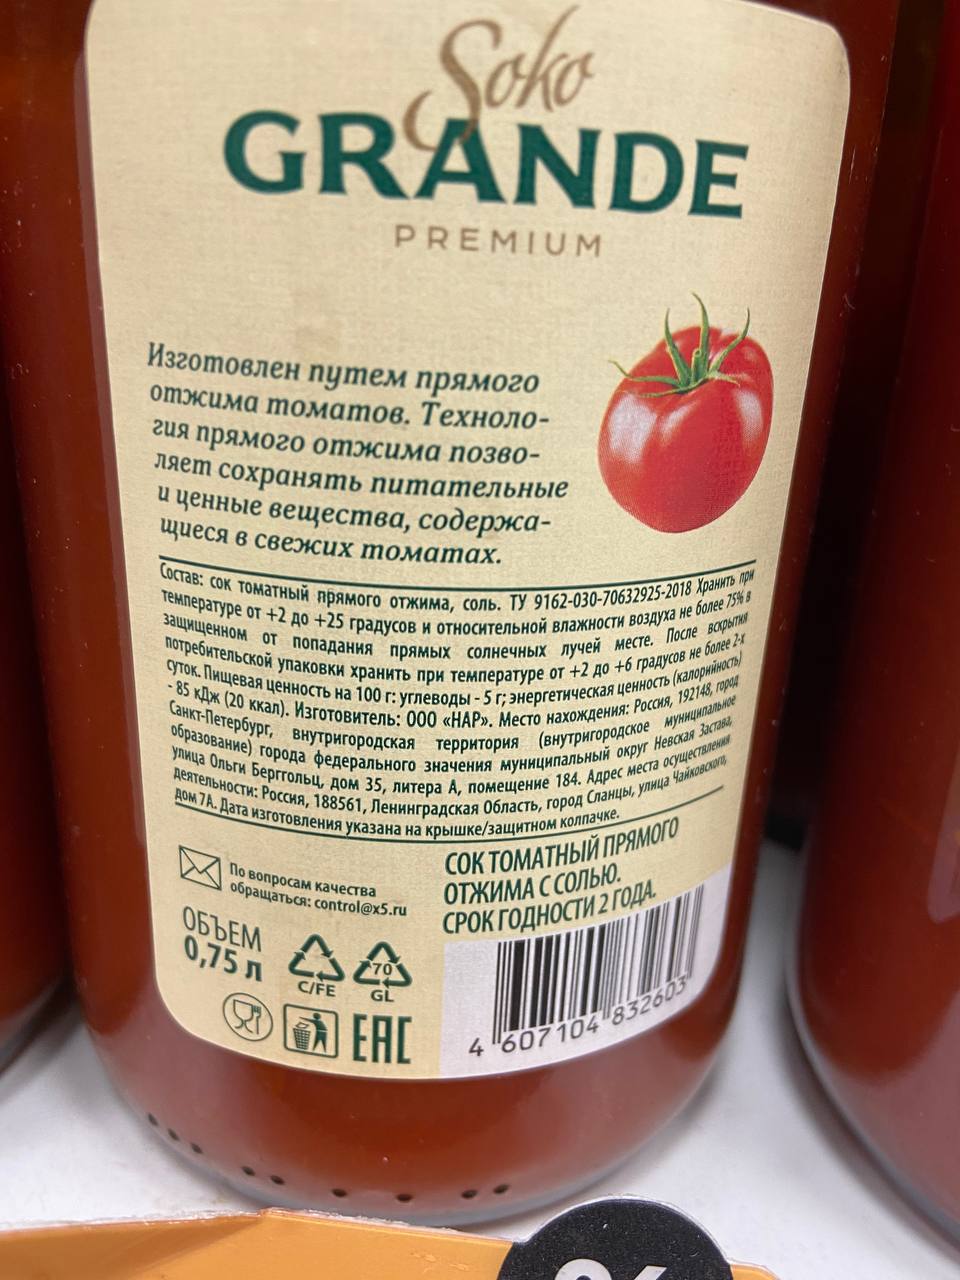 Soko
GRANDE
PREMIUM
Изготовлен путем прямого
отжима томатов. Техноло-
гия прямого отжима позво-
ляет сохранять питательные
и ценные вещества, содержа-
щиеся в свежих томатах.
Состав: сок томатный прямого отжима, соль. ТУ 9162-030-70632925-2018 Хранить при
температуре от +2 до +25 градусов и относительной влажности воздуха не более 75% в
защищенном от попадания прямых солнечных лучей месте. После вскрытия
потребительской упаковки хранить при температуре от +2 до +6 градусов не более 2-х
суток. Пищевая ценность на 100 г: углеводы - 5 г; энергетическая ценность (калорийность)
- 85 кДж (20 ккал). Изготовитель: ООО «НАР». Место нахождения: Россия, 192148, город
Санкт-Петербург, внутригородская территория (внутригородское муниципальное
образование) города федерального значения муниципальный округ Невская Застава,
улица Ольги Берггольц, дом 35, литера А, помещение 184. Адрес места осуществления
деятельности: Россия, 188561, Ленинградская Область, город Сланцы, улица Чайковского,
дом 7А. Дата изготовления указана на крышке/защитном колпачке.
По вопросам качества
обращаться: control@x5.ru
СОК ТОМАТНЫЙ ПРЯМОГО
ОТЖИМА С СОЛЬЮ.
СРОК ГОДНОСТИ 2 ГОДА.
ОБЪЕМ
0,75 л
C/FE
70
GL
EAC
4 607104 832603